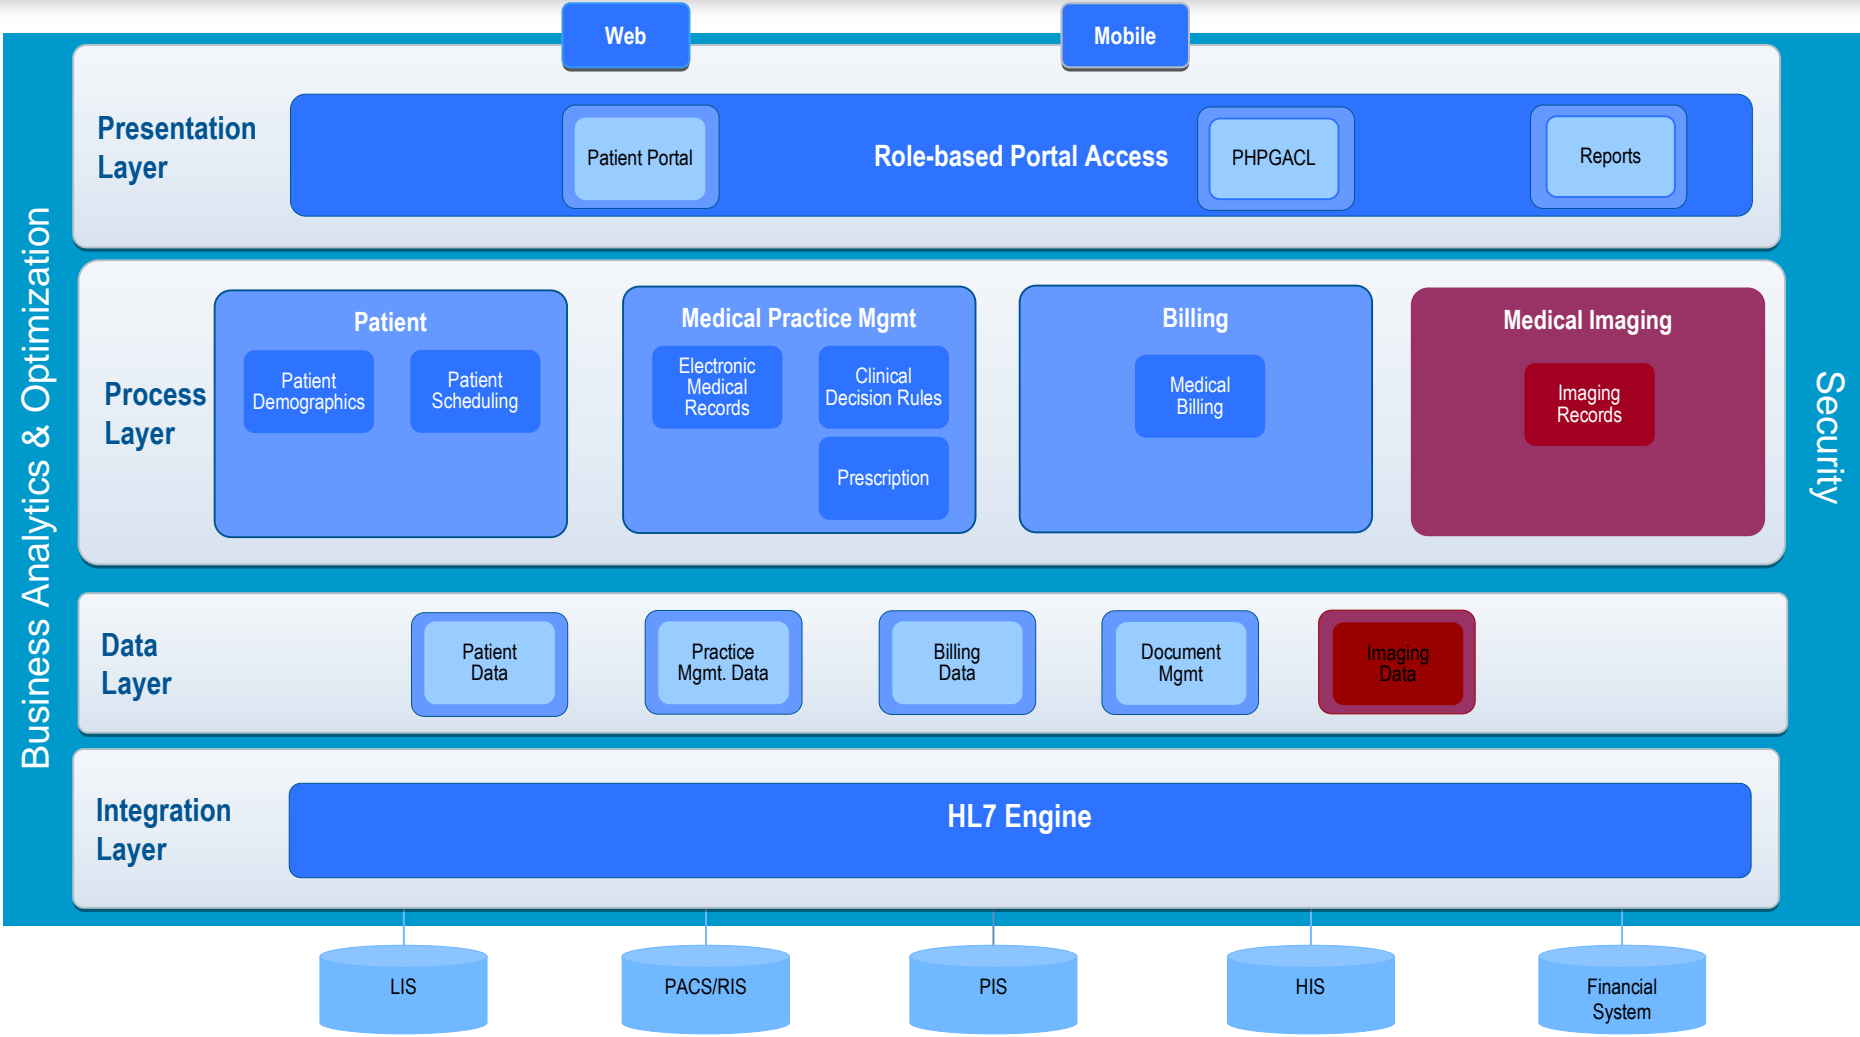 Web
Mobile
Presentation
Layer
Patient Portal
Role-based Portal Access
PHPGACL
Reports
Business Analytics & Optimization
Security
Process
Layer
Patient
Patient
Demographics
Patient
Scheduling
Medical Practice Mgmt
Electronic
Medical
Records
Clinical
Decision Rules
Prescription
Billing
Medical
Billing
Medical Imaging
Imaging
Records
Data
Layer
Patient
Data
Practice
Mgmt. Data
Billing
Data
Document
Mgmt
Imaging
Data
Integration
Layer
HL7 Engine
LIS
PACS/RIS
PIS
HIS
Financial
System